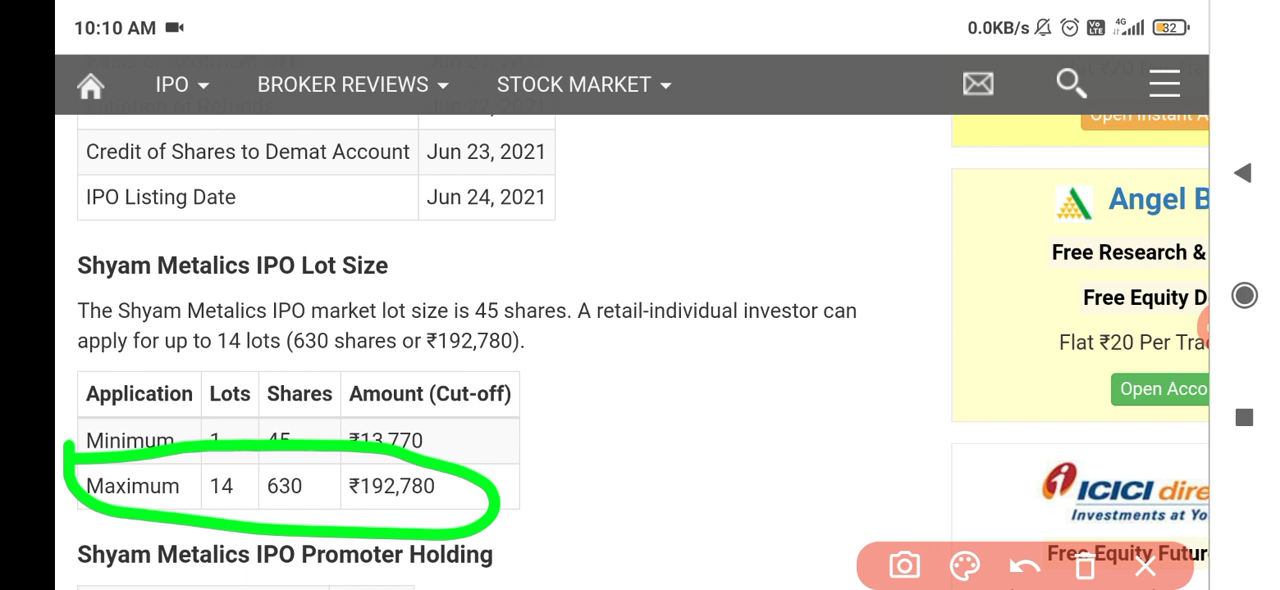 10:10 AM
0.0KB/s 4G 32
IPO BROKER REVIEWS STOCK MARKET
Credit of Shares to Demat Account Jun 23, 2021
IPO Listing Date Jun 24, 2021
Shyam Metalics IPO Lot Size
The Shyam Metalics IPO market lot size is 45 shares. A retail-individual investor can
apply for up to 14 lots (630 shares or ₹192,780).
Application Lots Shares Amount (Cut-off)
Minimum 1 45 ₹13,770
Maximum 14 630 ₹192,780
Shyam Metalics IPO Promoter Holding
Open Instant A
Angel B
Free Research &
Free Equity D
Flat ₹20 Per Tra
Open Acco
ICICI dire
Investments at Yo
Free Equity Futur